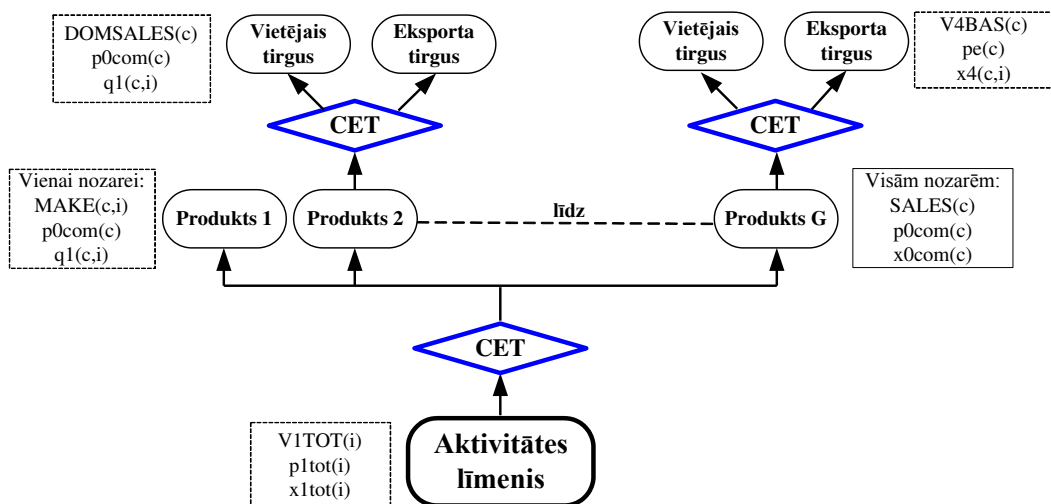 DOMSALES(c)
p0com(c)
q1(c,i)
Vietējais
tirgus
Eksporta
tirgus
Vietējais
tirgus
Eksporta
tirgus
V4BAS(c)
pe(c)
x4(c,i)
CET
CET
Vienai nozarei:
MAKE(c,i)
p0com(c)
q1(c,i)
Produkts 1
Produkts 2
līdz
Produkts G
Visām nozarēm:
SALES(c)
p0com(c)
x0com(c)
CET
V1TOT(i)
p1tot(i)
x1tot(i)
Aktivitātes
līmenis